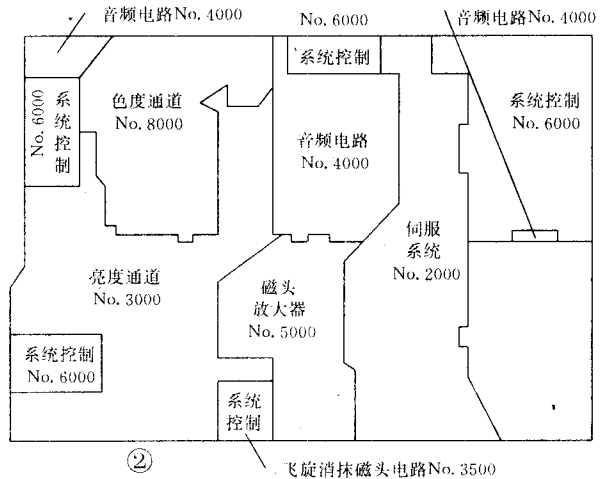 音频电路No. 4000
No. 6000
音频电路No. 4000
系统控制
No. 6000
系统控制
色度通道
No. 8000
系统控制
No. 6000
音频电路
No. 4000
伺服
系统
No. 2000
亮度通道
No. 3000
磁头
放大器
No. 5000
系统控制
No. 6000
系统
控制
②
飞旋消抹磁头电路No. 3500